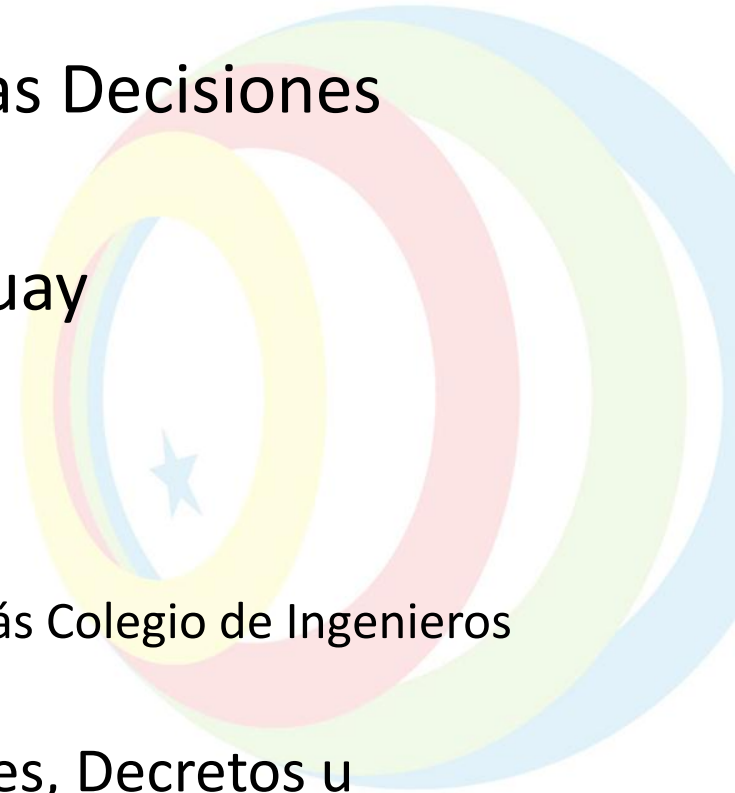 as Decisiones
uay
ás Colegio de Ingenieros
es, Decretos u